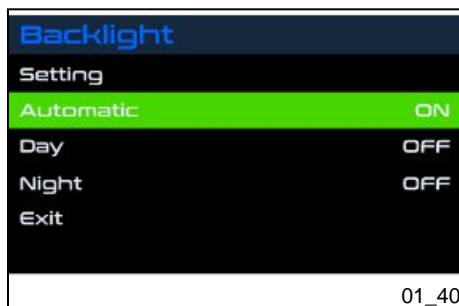 Backlight
Setting
Automatic ON
Day OFF
Night OFF
Exit
01_40